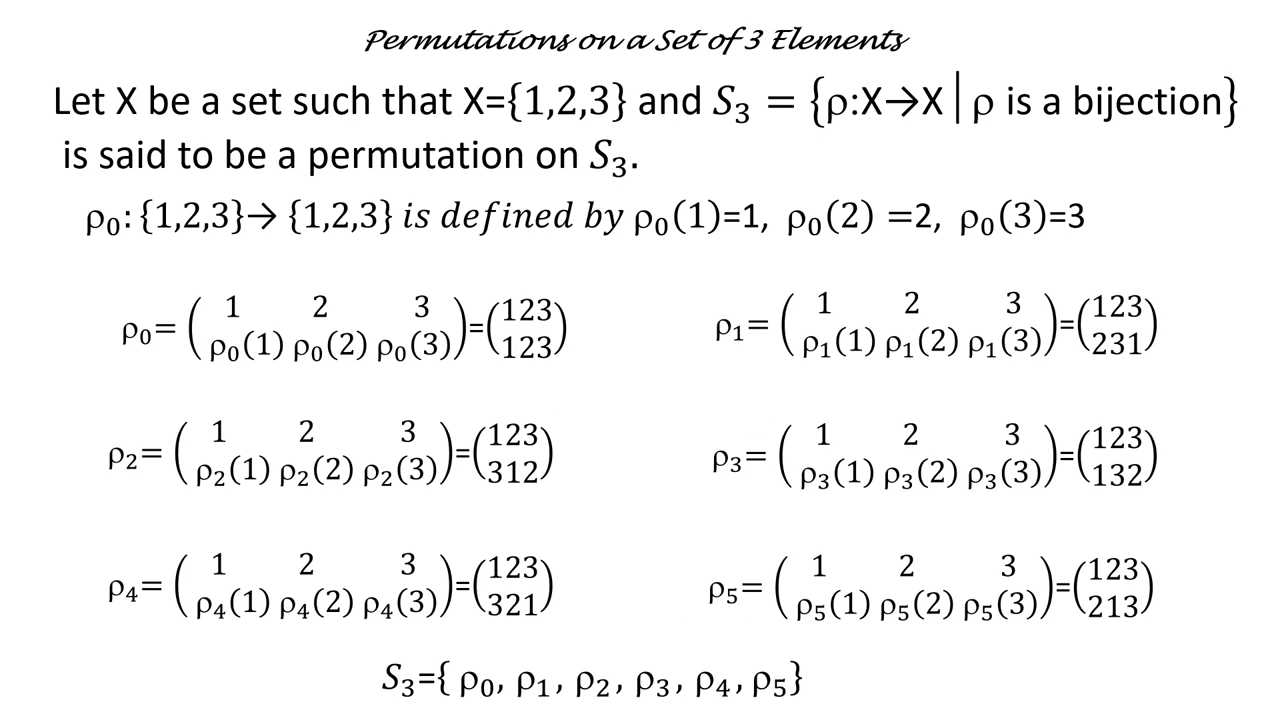 Permutations on a Set of 3 Elements
Let X be a set such that X={1,2,3} and S₃ = {ρ:X→X | ρ is a bijection}
is said to be a permutation on S₃.
ρ₀: {1,2,3}→ {1,2,3} is defined by ρ₀(1)=1, ρ₀(2) =2, ρ₀(3)=3
ρ₀= ( 1 2 3 ) = (123)
( ρ₀(1) ρ₀(2) ρ₀(3) ) (123)
ρ₁= ( 1 2 3 ) = (123)
( ρ₁(1) ρ₁(2) ρ₁(3) ) (231)
ρ₂= ( 1 2 3 ) = (123)
( ρ₂(1) ρ₂(2) ρ₂(3) ) (312)
ρ₃= ( 1 2 3 ) = (123)
( ρ₃(1) ρ₃(2) ρ₃(3) ) (132)
ρ₄= ( 1 2 3 ) = (123)
( ρ₄(1) ρ₄(2) ρ₄(3) ) (321)
ρ₅= ( 1 2 3 ) = (123)
( ρ₅(1) ρ₅(2) ρ₅(3) ) (213)
S₃={ ρ₀, ρ₁, ρ₂, ρ₃, ρ₄, ρ₅}